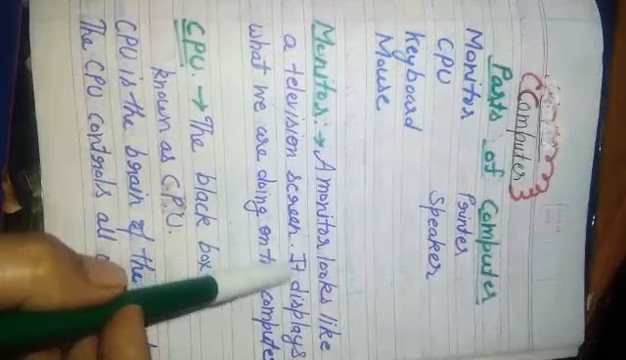 Computer
Parts of Computer
Monitor Printer
CPU Speaker
Keyboard
Mouse
Monitor :→ A monitor looks like
a television screen. It displays
what we are doing on computer
CPU. → The black box
known as CPU.
CPU is the brain of the
The CPU controls all